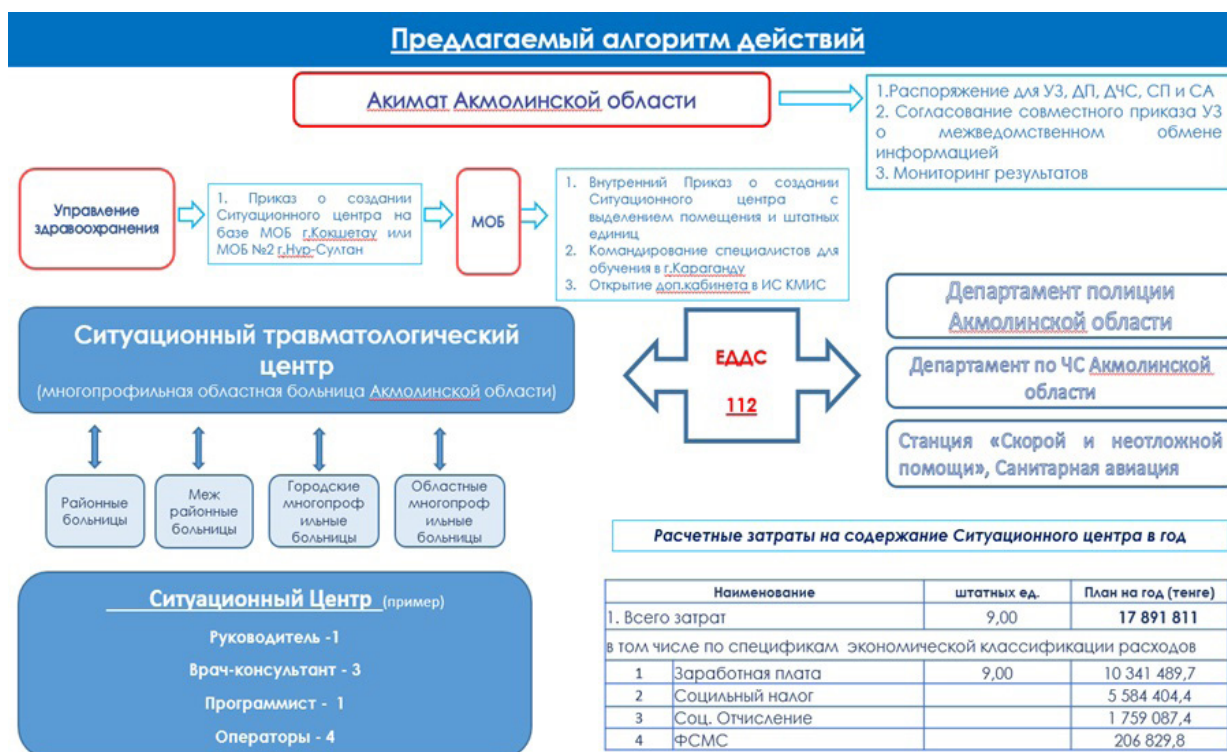 Предлагаемый алгоритм действий
Акимат Акмолинской области
1.Распоряжение для УЗ, ДП, ДЧС, СП и СА
2. Согласование совместного приказа УЗ
о межведомственном обмене
информацией
3. Мониторинг результатов
Управление
здравоохранения
1. Приказ о создании
Ситуационного центра на
базе МОБ г.Кокшетау или
МОБ №2 г.Нур-Султан
МОБ
1. Внутренний Приказ о создании
Ситуационного центра с
выделением помещения и штатных
единиц
2. Командирование специалистов для
обучения в г.Караганду
3. Открытие доп.кабинета в ИС КМИС
Ситуационный травматологический
центр
(многопрофильная областная больница Акмолинской области)
ЕДДС
112
Департамент полиции
Акмолинской области
Департамент по ЧС Акмолинской
области
Станция «Скорой и неотложной
помощи», Санитарная авиация
Районные
больницы
Меж
районные
больницы
Городские
многопроф
ильные
больницы
Областные
многопроф
ильные
больницы
Ситуационный Центр (пример)
Руководитель -1
Врач-консультант - 3
Программист - 1
Операторы - 4
Расчетные затраты на содержание Ситуационного центра в год
Наименование штатных ед. План на год (тенге)
1. Всего затрат 9,00 17 891 811
в том числе по спецификам экономической классификации расходов
1 Заработная плата 9,00 10 341 489,7
2 Социльный налог 5 584 404,4
3 Соц. Отчисление 1 759 087,4
4 ФСМС 206 829,8